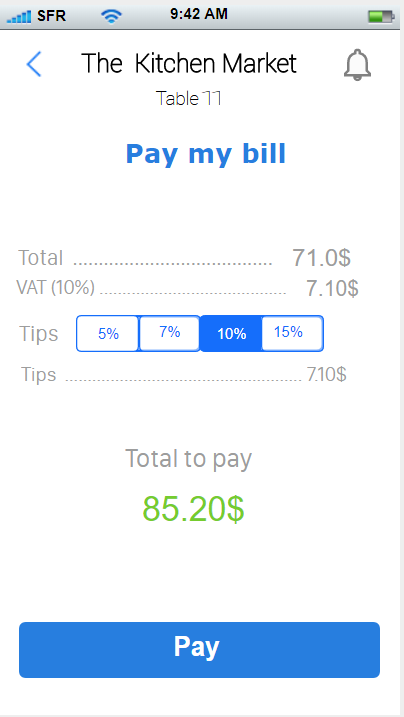 SFR 9:42 AM
The Kitchen Market
Table 11
Pay my bill
Total ........................................ 71.0$
VAT (10%) ........................................ 7.10$
Tips 5% 7% 10% 15%
Tips ........................................ 7.10$
Total to pay
85.20$
Pay